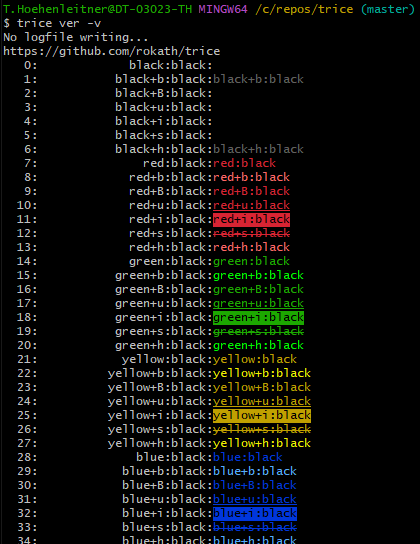 T.Hoehenleitner@DT-03023-TH MINGW64 /c/repos/trice (master)
$ trice ver -v
No logfile writing...
https://github.com/rokath/trice
0: black:black:
1: black+b:black:black+b:black
2: black+B:black:
3: black+u:black:
4: black+i:black:
5: black+s:black:
6: black+h:black:black+h:black
7: red:black:red:black
8: red+b:black:red+b:black
9: red+B:black:red+B:black
10: red+u:black:red+u:black
11: red+i:black:red+i:black
12: red+s:black:red+s:black
13: red+h:black:red+h:black
14: green:black:green:black
15: green+b:black:green+b:black
16: green+B:black:green+B:black
17: green+u:black:green+u:black
18: green+i:black:green+i:black
19: green+s:black:green+s:black
20: green+h:black:green+h:black
21: yellow:black:yellow:black
22: yellow+b:black:yellow+b:black
23: yellow+B:black:yellow+B:black
24: yellow+u:black:yellow+u:black
25: yellow+i:black:yellow+i:black
26: yellow+s:black:yellow+s:black
27: yellow+h:black:yellow+h:black
28: blue:black:blue:black
29: blue+b:black:blue+b:black
30: blue+B:black:blue+B:black
31: blue+u:black:blue+u:black
32: blue+i:black:blue+i:black
33: blue+s:black:blue+s:black
34: blue+h:black:blue+h:black